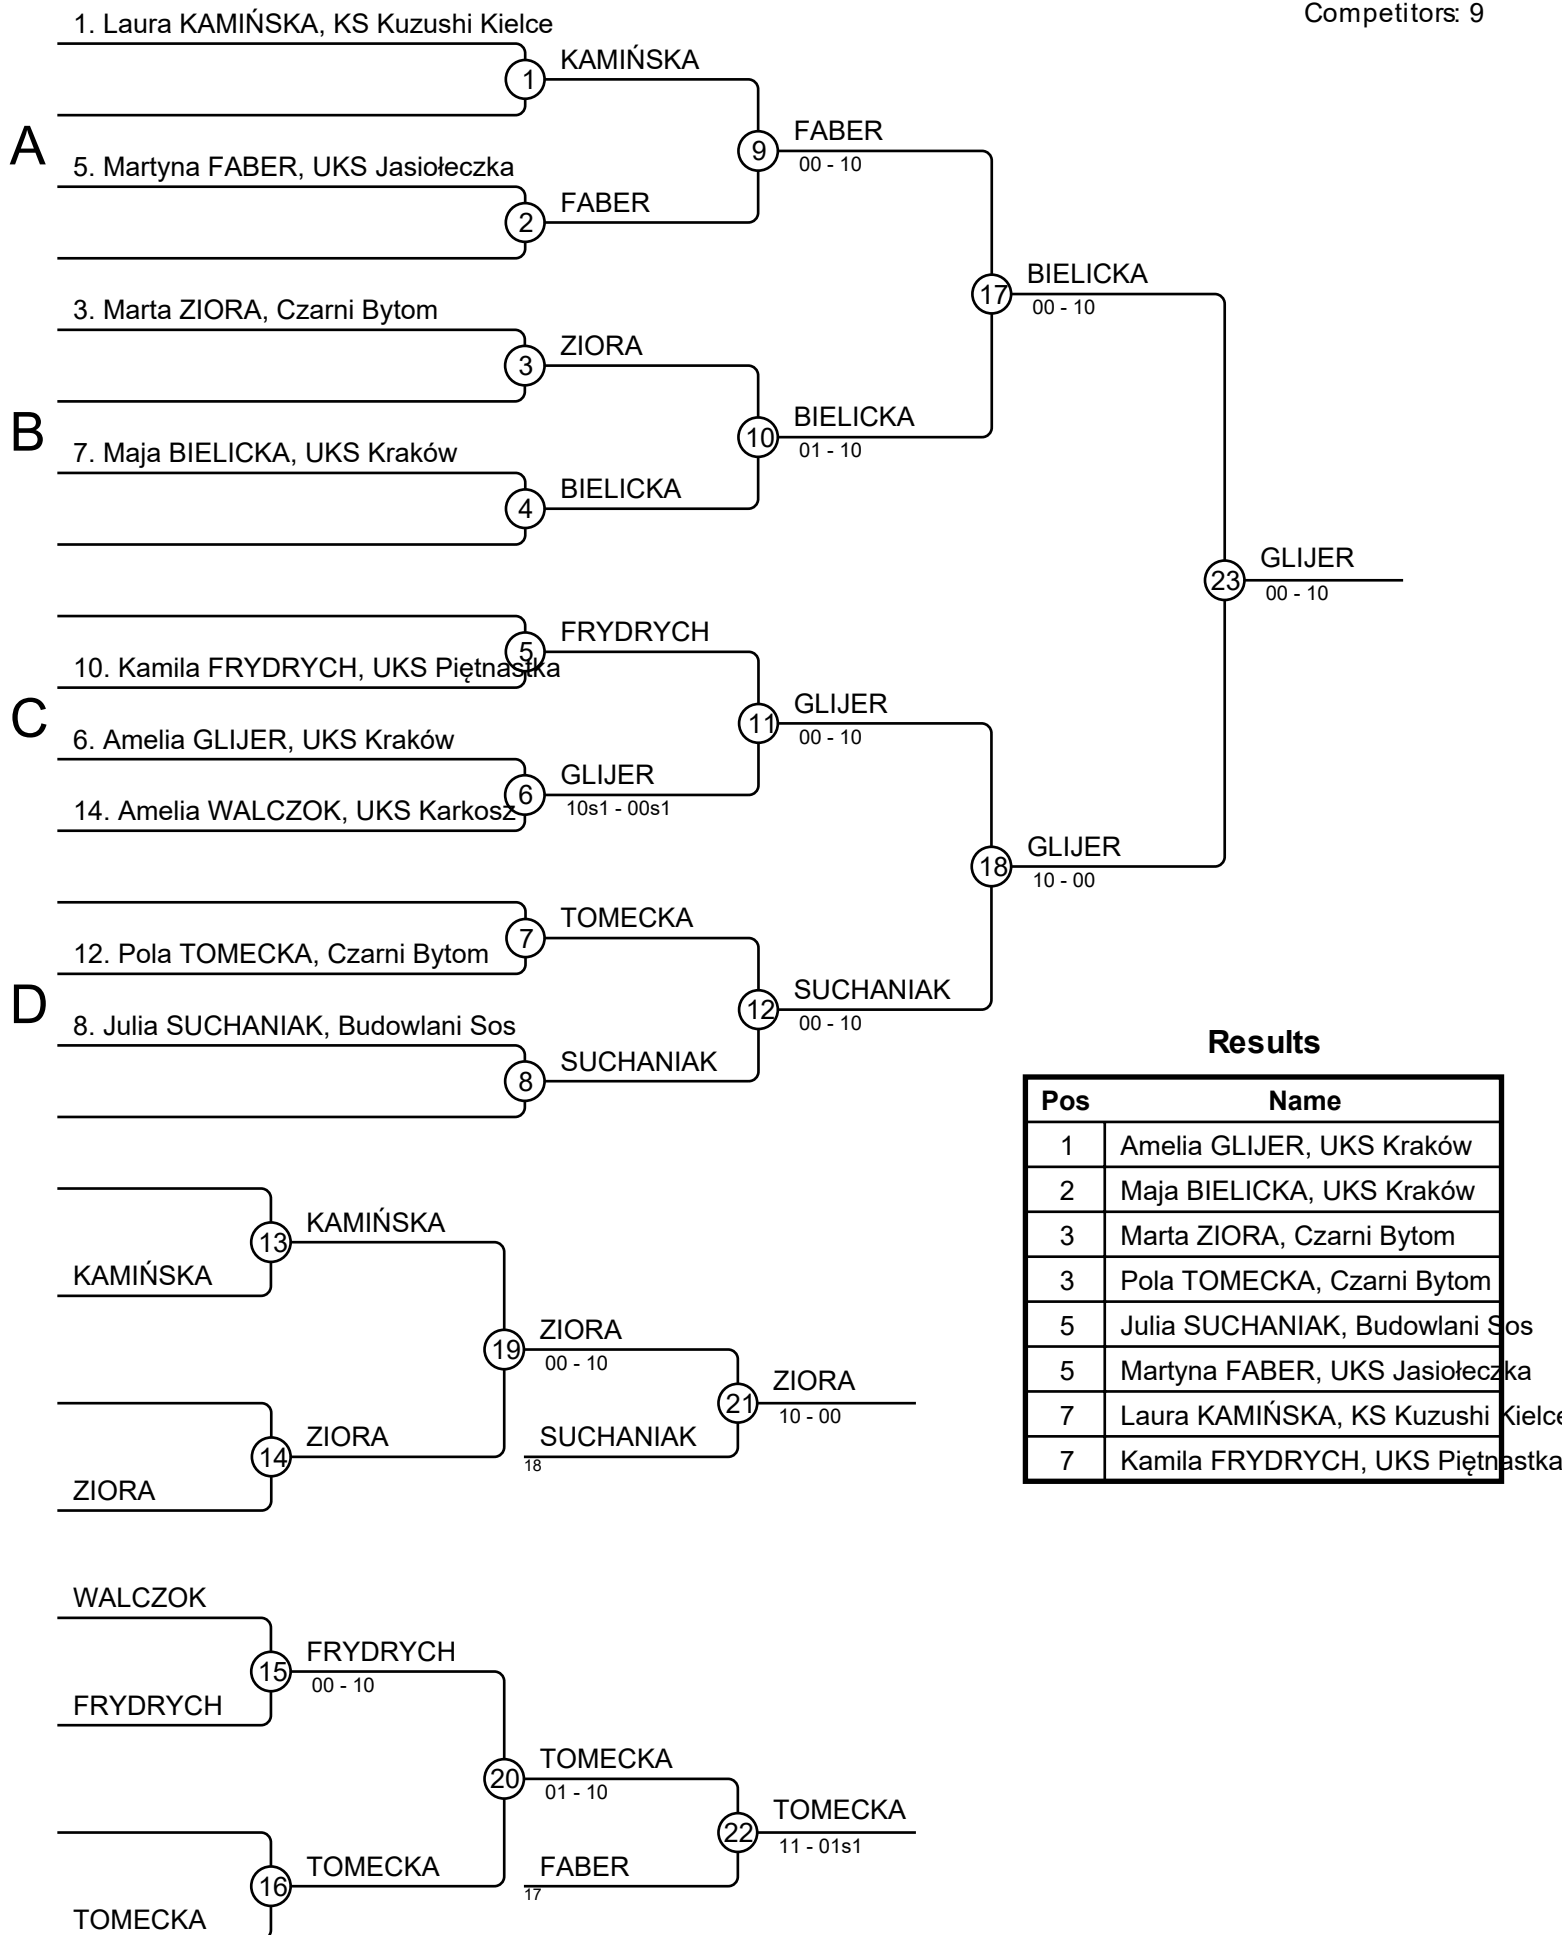 Competitors: 9
1. Laura KAMIŃSKA, KS Kuzushi Kielce
1
KAMIŃSKA
A
9
FABER
00 - 10
5. Martyna FABER, UKS Jasiołeczka
2
FABER
17
BIELICKA
00 - 10
3. Marta ZIORA, Czarni Bytom
3
ZIORA
B
10
BIELICKA
01 - 10
7. Maja BIELICKA, UKS Kraków
4
BIELICKA
23
GLIJER
00 - 10
5
FRYDRYCH
10. Kamila FRYDRYCH, UKS Piętnastka
C
11
GLIJER
00 - 10
6. Amelia GLIJER, UKS Kraków
6
GLIJER
10s1 - 00s1
14. Amelia WALCZOK, UKS Karkosz
18
GLIJER
10 - 00
7
TOMECKA
12. Pola TOMECKA, Czarni Bytom
D
12
SUCHANIAK
00 - 10
8. Julia SUCHANIAK, Budowlani Sos
8
SUCHANIAK
Results
Pos Name
1 Amelia GLIJER, UKS Kraków
2 Maja BIELICKA, UKS Kraków
3 Marta ZIORA, Czarni Bytom
3 Pola TOMECKA, Czarni Bytom
5 Julia SUCHANIAK, Budowlani Sos
5 Martyna FABER, UKS Jasiołeczka
7 Laura KAMIŃSKA, KS Kuzushi Kielce
7 Kamila FRYDRYCH, UKS Piętnastka
13
KAMIŃSKA
KAMIŃSKA
19
ZIORA
00 - 10
21
ZIORA
10 - 00
14
ZIORA
SUCHANIAK
18
ZIORA
WALCZOK
15
FRYDRYCH
00 - 10
FRYDRYCH
20
TOMECKA
01 - 10
22
TOMECKA
11 - 01s1
16
TOMECKA
FABER
17
TOMECKA